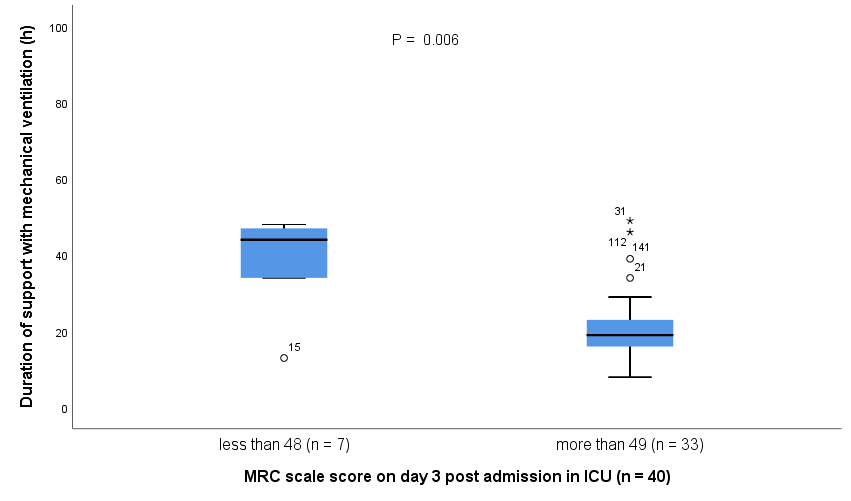 Duration of support with mechanical ventilation (h)
100
80
60
40
20
0
P = 0.006
15
31
112
141
21
less than 48 (n = 7)
more than 49 (n = 33)
MRC scale score on day 3 post admission in ICU (n = 40)